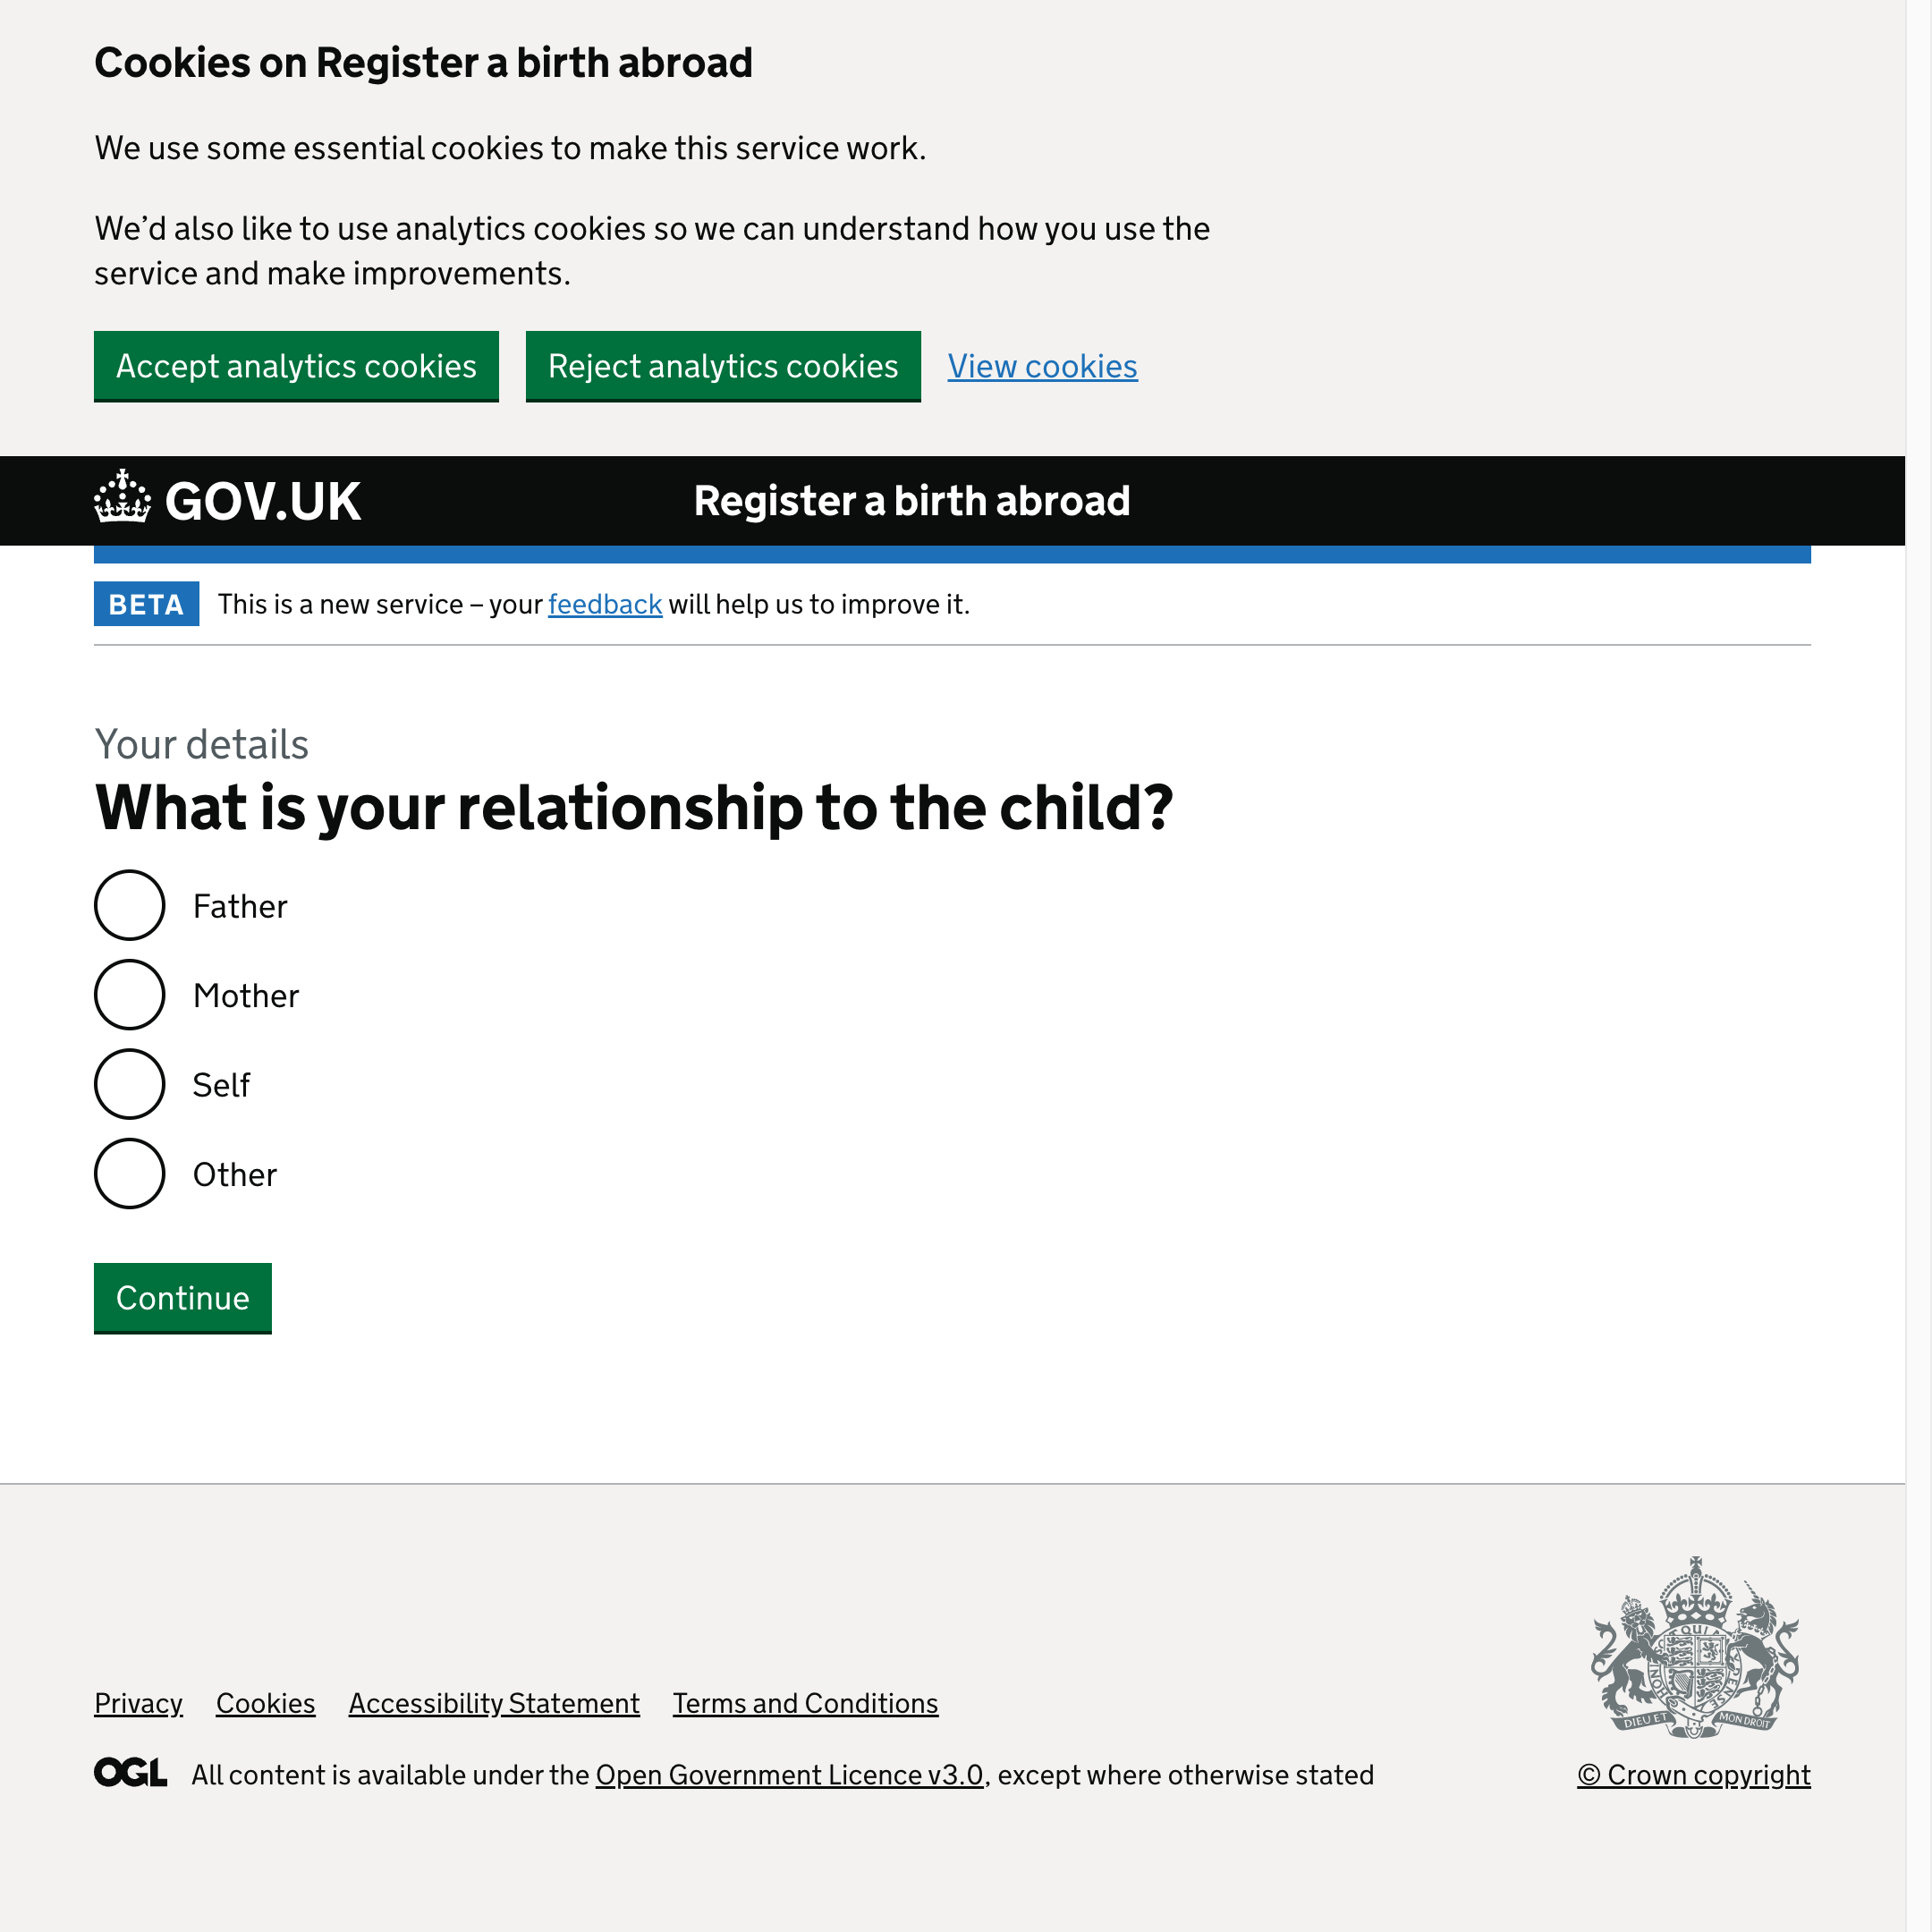 Cookies on Register a birth abroad
We use some essential cookies to make this service work.
We’d also like to use analytics cookies so we can understand how you use the
service and make improvements.
Accept analytics cookies Reject analytics cookies View cookies
GOV.UK Register a birth abroad
BETA This is a new service – your feedback will help us to improve it.
Your details
What is your relationship to the child?
Father
Mother
Self
Other
Continue
DIEU ET MON DROIT
Privacy Cookies Accessibility Statement Terms and Conditions
OGL All content is available under the Open Government Licence v3.0, except where otherwise stated © Crown copyright